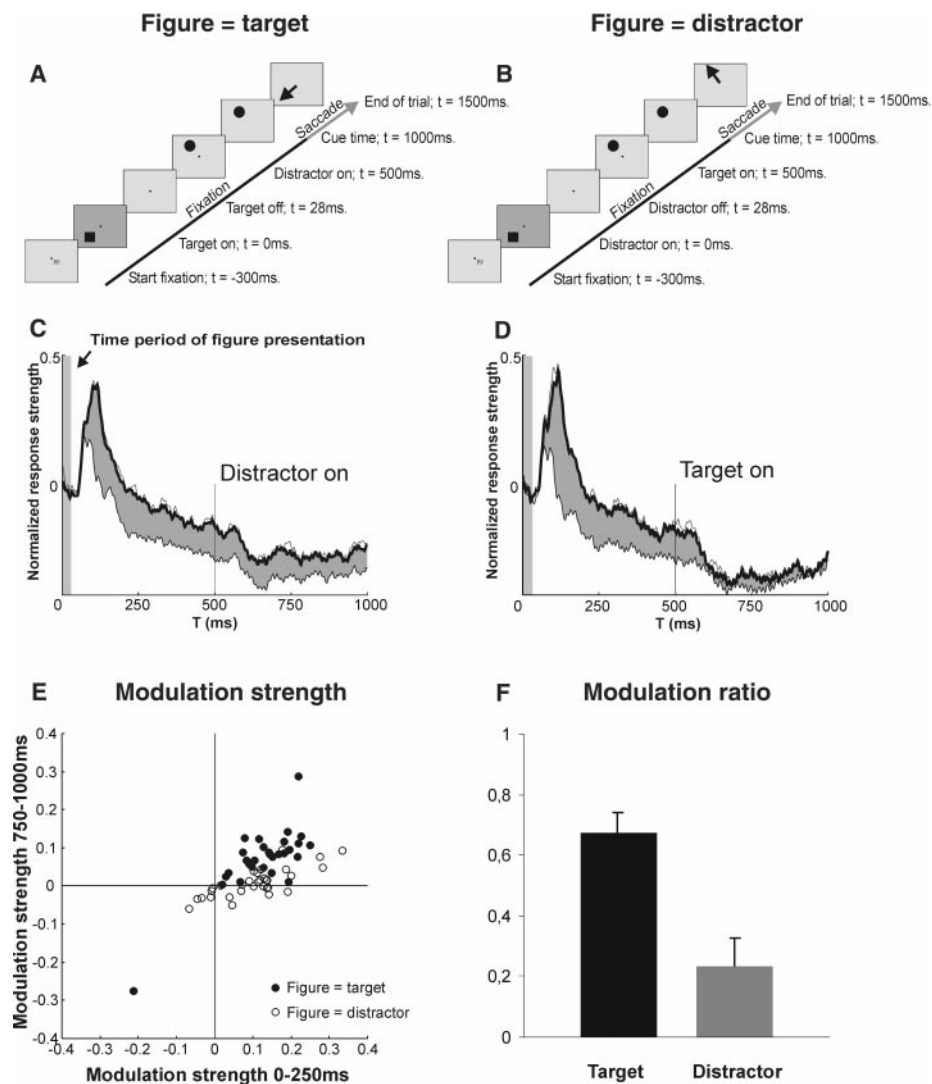 Figure = target
Figure = distractor
A
Saccade
End of trial; t = 1500ms.
Cue time; t = 1000ms.
Distractor on; t = 500ms.
Fixation
Target off; t = 28ms.
Target on; t = 0ms.
Start fixation; t = -300ms.
B
Saccade
End of trial; t = 1500ms.
Cue time; t = 1000ms.
Target on; t = 500ms.
Fixation
Distractor off; t = 28ms.
Distractor on; t = 0ms.
Start fixation; t = -300ms.
C
Time period of figure presentation
Normalized response strength
0.5
0
Distractor on
0 250 500 750 1000
T (ms)
D
Normalized response strength
0.5
0
Target on
0 250 500 750 1000
T (ms)
E Modulation strength
Modulation strength 750-1000ms
0.4
0.3
0.2
0.1
0
-0.1
-0.2
-0.3
-0.4
Figure = target
Figure = distractor
-0.4 -0.3 -0.2 -0.1 0 0.1 0.2 0.3 0.4
Modulation strength 0-250ms
F Modulation ratio
1
0,8
0,6
0,4
0,2
0
Target Distractor